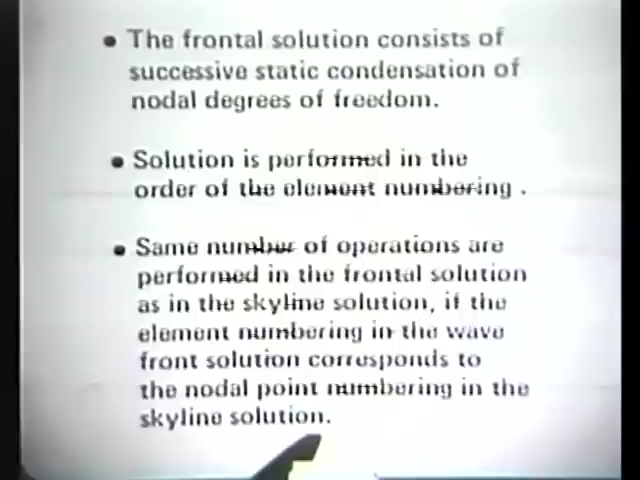 • The frontal solution consists of
successive static condensation of
nodal degrees of freedom.
• Solution is performed in the
order of the element numbering .
• Same number of operations are
performed in the frontal solution
as in the skyline solution, if the
element numbering in the wave
front solution corresponds to
the nodal point numbering in the
skyline solution.